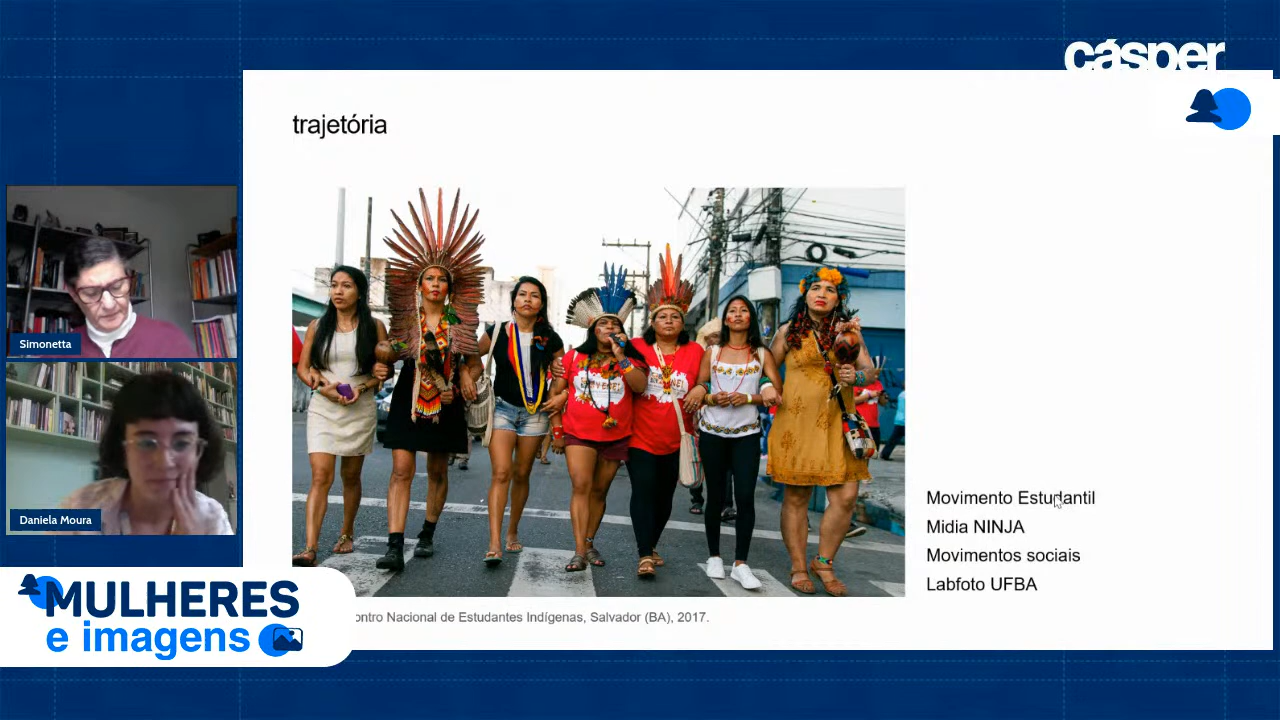 cásper
trajetória
Simonetta
Daniela Moura
Movimento Estudantil
Midia NINJA
Movimentos sociais
Labfoto UFBA
MULHERES
e imagens
Nacional de Estudantes Indígenas, Salvador (BA), 2017.